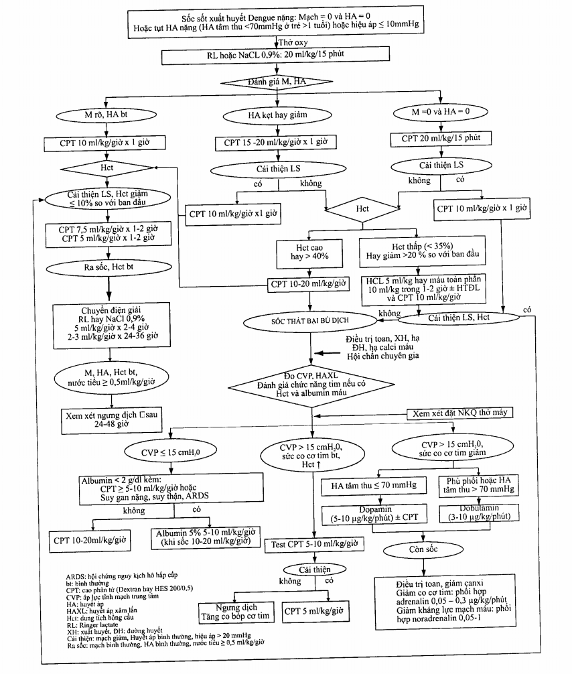 Sốc sốt xuất huyết Dengue nặng: Mạch = 0 và HA = 0
Hoặc tụt HA nặng (HA tâm thu <70mmHg ở trẻ >1 tuổi) hoặc hiệu áp ≤ 10mmHg
Thở oxy
RL hoặc NaCL 0,9%: 20 ml/kg/15 phút
Đánh giá M, HA
M rõ, HA bt
HA kẹt hay giảm
M =0 và HA = 0
CPT 10 ml/kg/giờ x 1 giờ
CPT 15 -20 ml/kg/giờ x 1 giờ
CPT 20 ml/kg/15 phút
Hct
Cải thiện LS
Cải thiện LS
có
không
không
có
Cải thiện LS, Hct giảm
≤ 10% so với ban đầu
CPT 10 ml/kg/giờ x1 giờ
Hct
CPT 10 ml/kg/giờ x 1 giờ
CPT 7,5 ml/kg/giờ x 1-2 giờ
CPT 5 ml/kg/giờ x 1-2 giờ
Hct cao
hay > 40%
Hct thấp (< 35%)
Hay giảm >20 % so với ban đầu
Ra sốc, Hct bt
CPT 10-20 ml/kg/giờ
HCL 5 ml/kg hay máu toàn phần
10 ml/kg trong 1-2 giờ ± HTĐL
và CPT 10 ml/kg/giờ
Chuyển điện giải
RL hay NaCl 0,9%
5 ml/kg/giờ x 2-4 giờ
2-3 ml/kg/giờ x 24-36 giờ
SỐC THẤT BẠI BÙ DỊCH
không
Cải thiện LS, Hct
có
Điều trị toan, XH, hạ
ĐH, hạ calci máu
Hội chẩn chuyên gia
M, HA, Hct bt,
nước tiểu ≥ 0,5ml/kg/giờ
Đo CVP, HAXL
Đánh giá chức năng tim nếu có
Hct và albumin máu
Xem xét ngưng dịch sau
24-48 giờ
Xem xét đặt NKQ thở máy
CVP ≤ 15 cmH2O
CVP > 15 cmH2O,
sức co cơ tim bt,
Hct ↑
CVP > 15 cmH2O,
sức co cơ tim giảm
Albumin < 2 g/dl kèm:
CPT ≥ 5-10 ml/kg/giờ hoặc
Suy gan nặng, suy thận, ARDS
HA tâm thu ≤ 70 mmHg
Phù phổi hoặc HA
tâm thu > 70 mmHg
không
có
Dopamin
(5-10 µg/kg/phút) ± CPT
Dobutamin
(3-10 µg/kg/phút)
CPT 10-20ml/kg/giờ
Albumin 5% 5-10 ml/kg/giờ
(khi sốc 10-20 ml/kg/giờ)
Test CPT 5-10 ml/kg/giờ
Còn sốc
Cải thiện
không
có
Ngưng dịch
Tăng co bóp cơ tim
CPT 5 ml/kg/giờ
Điều trị toan, giảm canxi
Giảm co cơ tim: phối hợp
adrenalin 0,05 – 0,3 µg/kg/phút)
Giảm kháng lực mạch máu: phối
hợp noradrenalin 0,05-1
ARDS: hội chứng nguy kịch hô hấp cấp
bt: bình thường
CPT: cao phân tử (Dextran hay HES 200/0,5)
CVP: áp lực tĩnh mạch trung tâm
HA: huyết áp
HAXL: huyết áp xâm lấn
Hct: dung tích hồng cầu
RL: Ringer lactate
XH: xuất huyết. ĐH: đường huyết
Cải thiện: mạch giảm, Huyết áp bình thường, hiệu áp > 20 mmHg
Ra sốc: mạch bình thường, HA bình thường, nước tiểu ≥ 0,5 ml/kg/giờ